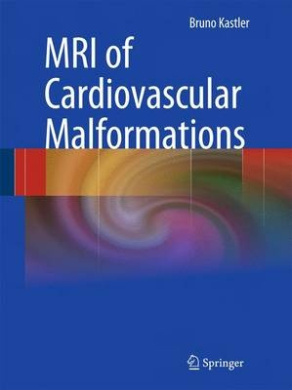 Bruno Kastler
MRI of
Cardiovascular
Malformations
Springer